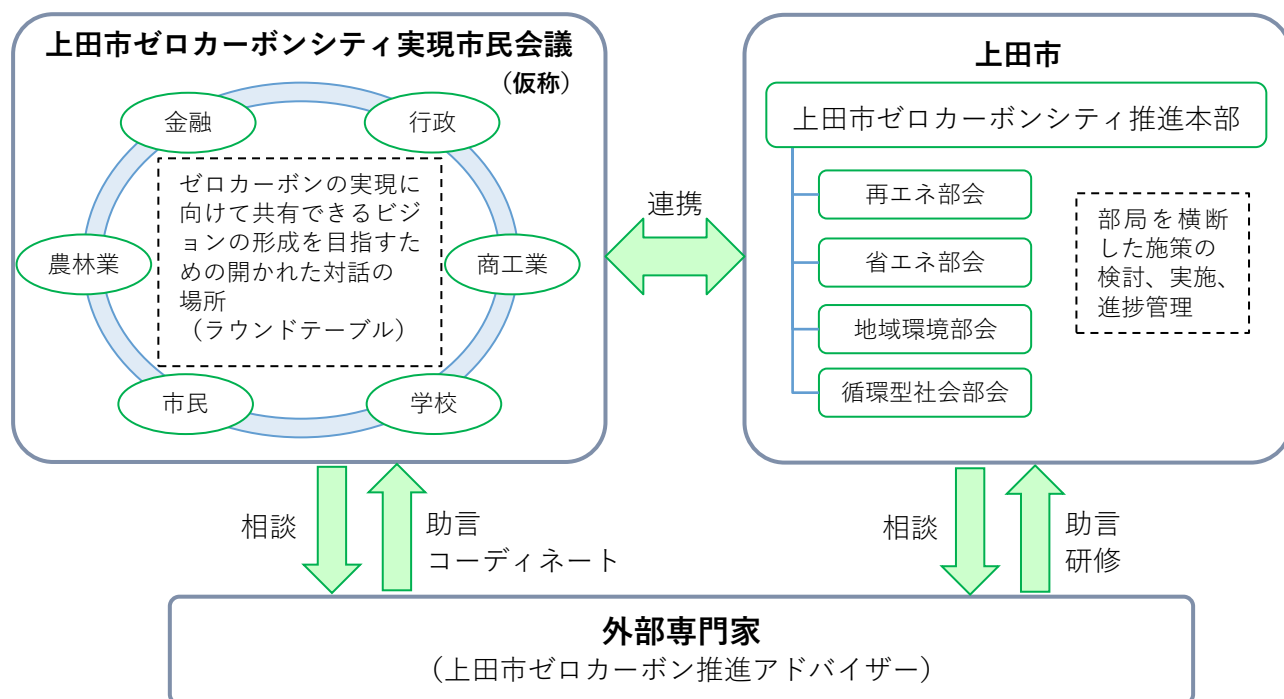 上田市ゼロカーボンシティ実現市民会議
（仮称）
金融
行政
農林業
商工業
市民
学校
ゼロカーボンの実現に
向けて共有できるビジ
ョンの形成を目指すた
めの開かれた対話の
場所
（ラウンドテーブル）
連携
上田市
上田市ゼロカーボンシティ推進本部
再エネ部会
省エネ部会
地域環境部会
循環型社会部会
部局を横断
した施策の
検討、実施、
進捗管理
相談
助言
コーディネート
相談
助言
研修
外部専門家
（上田市ゼロカーボン推進アドバイザー）